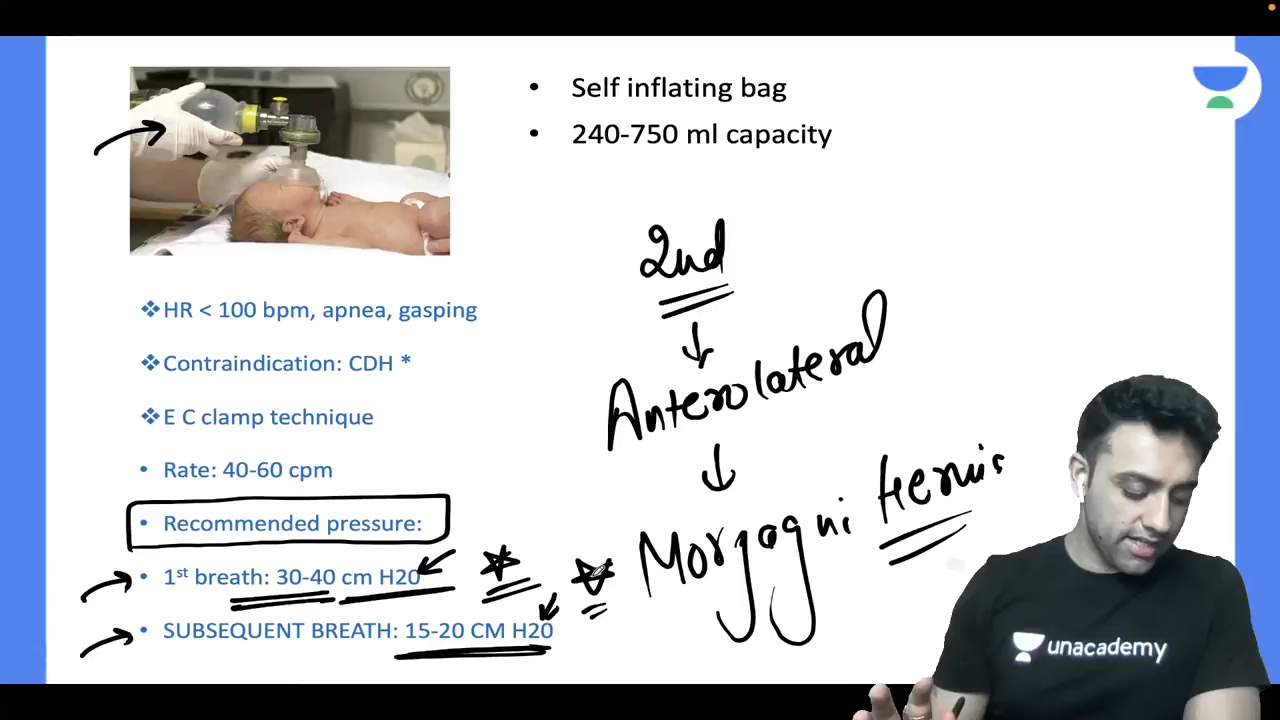 Self inflating bag
240-750 ml capacity
2nd
Anterolateral
Morgagni Hernia
HR < 100 bpm, apnea, gasping
Contraindication: CDH *
E C clamp technique
Rate: 40-60 cpm
Recommended pressure:
1st breath: 30-40 cm H20
SUBSEQUENT BREATH: 15-20 CM H20
unacademy